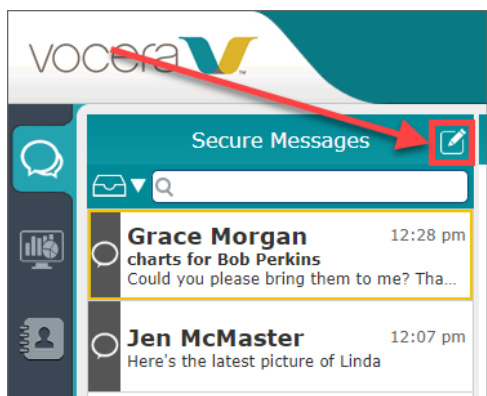 vocera
Secure Messages
Grace Morgan 12:28 pm
charts for Bob Perkins
Could you please bring them to me? Tha...
Jen McMaster 12:07 pm
Here's the latest picture of Linda